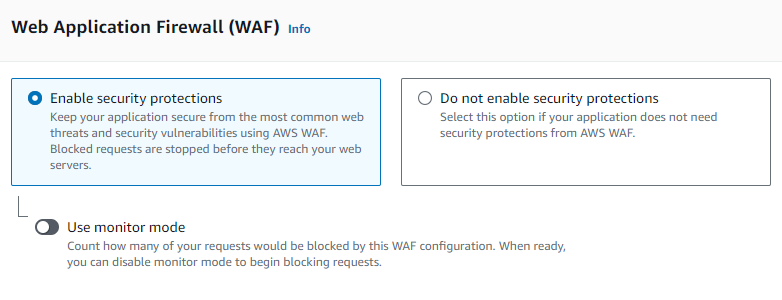 Web Application Firewall (WAF) Info
Enable security protections
Keep your application secure from the most common web
threats and security vulnerabilities using AWS WAF.
Blocked requests are stopped before they reach your web
servers.
Do not enable security protections
Select this option if your application does not need
security protections from AWS WAF.
Use monitor mode
Count how many of your requests would be blocked by this WAF configuration. When ready,
you can disable monitor mode to begin blocking requests.